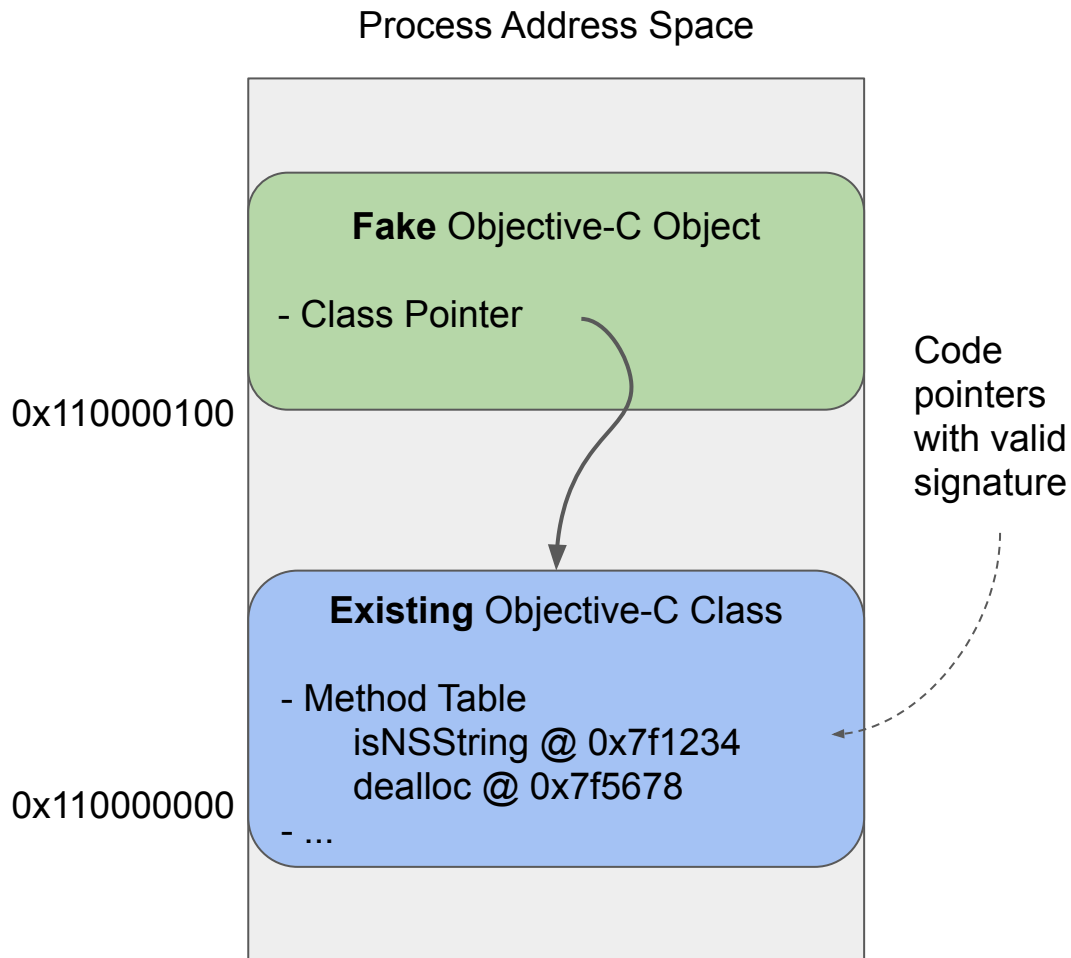 Process Address Space
Fake Objective-C Object
- Class Pointer
0x110000100
Code
pointers
with valid
signature
Existing Objective-C Class
- Method Table
isNSString @ 0x7f1234
dealloc @ 0x7f5678
0x110000000
- ...